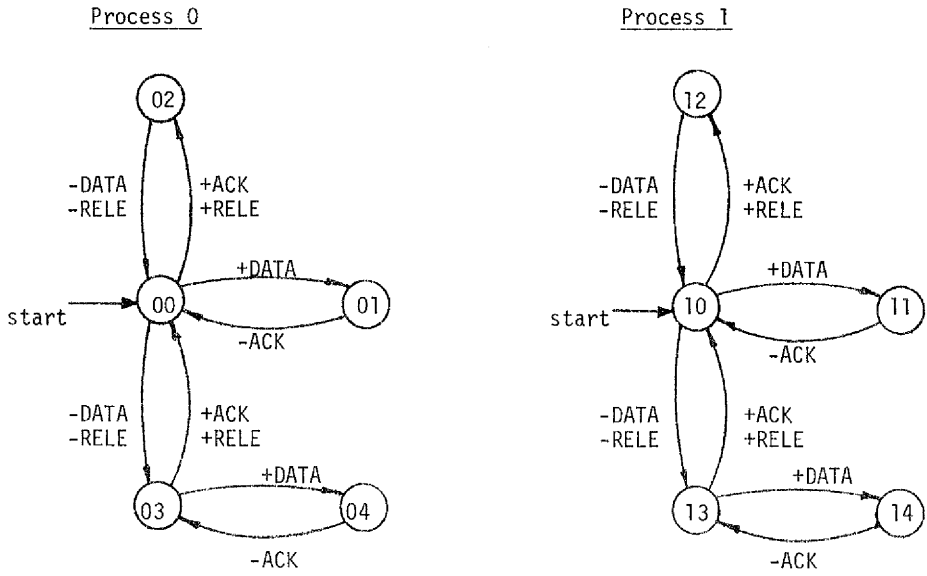 Process 0
Process 1
02
12
-DATA
-RELE
+ACK
+RELE
-DATA
-RELE
+ACK
+RELE
+DATA
+DATA
start
00
01
start
10
11
-ACK
-ACK
-DATA
-RELE
+ACK
+RELE
-DATA
-RELE
+ACK
+RELE
+DATA
+DATA
03
04
13
14
-ACK
-ACK